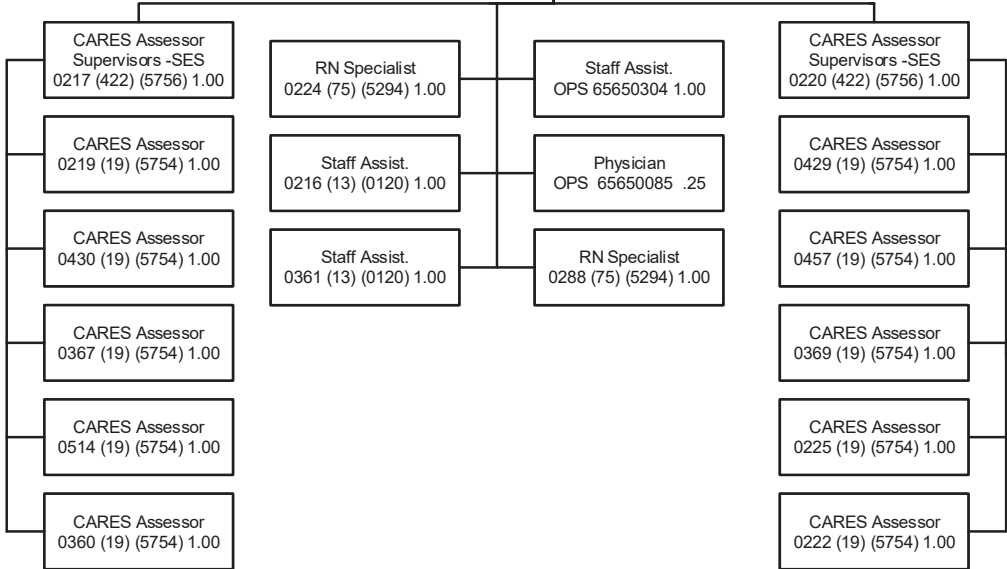 CARES Assessor
Supervisors -SES
0217 (422) (5756) 1.00
CARES Assessor
0219 (19) (5754) 1.00
CARES Assessor
0430 (19) (5754) 1.00
CARES Assessor
0367 (19) (5754) 1.00
CARES Assessor
0514 (19) (5754) 1.00
CARES Assessor
0360 (19) (5754) 1.00
RN Specialist
0224 (75) (5294) 1.00
Staff Assist.
0216 (13) (0120) 1.00
Staff Assist.
0361 (13) (0120) 1.00
Staff Assist.
OPS 65650304 1.00
Physician
OPS 65650085 .25
RN Specialist
0288 (75) (5294) 1.00
CARES Assessor
Supervisors -SES
0220 (422) (5756) 1.00
CARES Assessor
0429 (19) (5754) 1.00
CARES Assessor
0457 (19) (5754) 1.00
CARES Assessor
0369 (19) (5754) 1.00
CARES Assessor
0225 (19) (5754) 1.00
CARES Assessor
0222 (19) (5754) 1.00